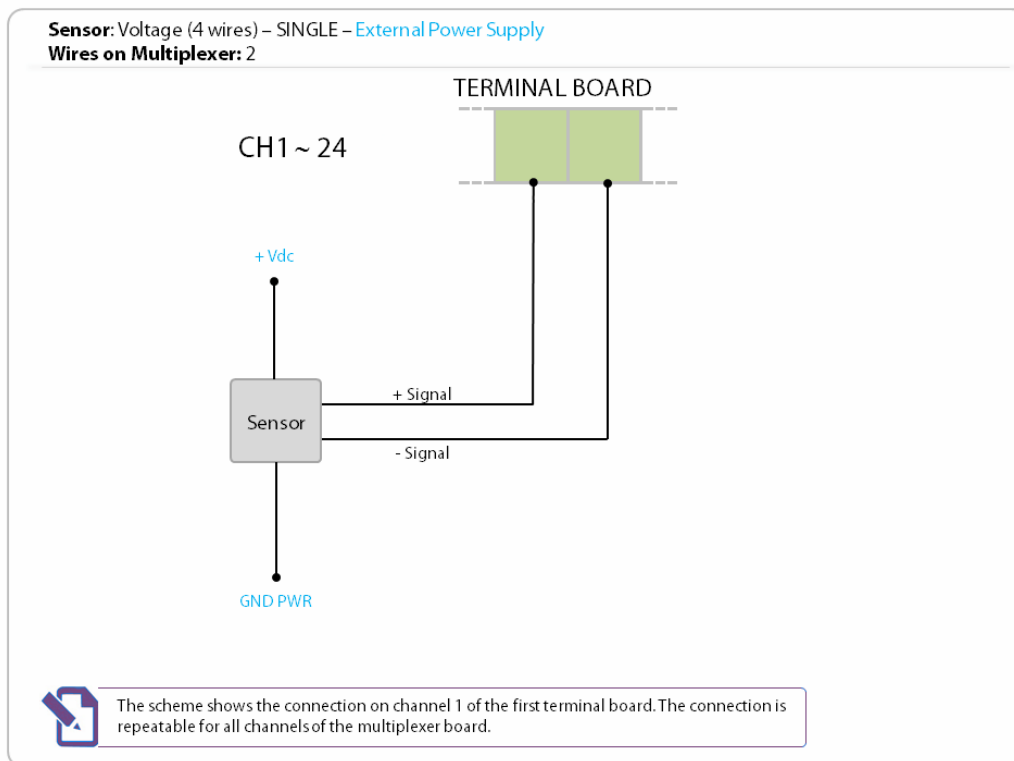 Sensor: Voltage (4 wires) – SINGLE – External Power Supply
Wires on Multiplexer: 2
TERMINAL BOARD
CH1 ~ 24
+ Vdc
+ Signal
Sensor
- Signal
GND PWR
The scheme shows the connection on channel 1 of the first terminal board. The connection is
repeatable for all channels of the multiplexer board.